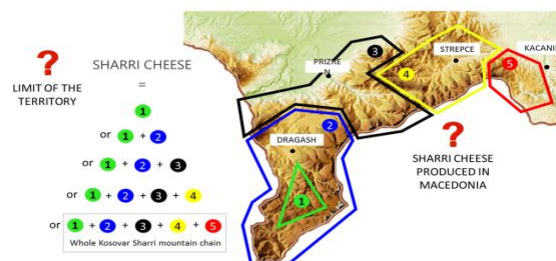 ?
LIMIT OF THE
TERRITORY
SHARRI CHEESE
=
1
or 1 + 2
or 1 + 2 + 3
or 1 + 2 + 3 + 4
or 1 + 2 + 3 + 4 + 5
Whole Kosovar Sharri mountain chain
PRIZRE
N
3
STREPCE
KACANIK
4
5
2
DRAGASH
1
?
SHARRI CHEESE
PRODUCED IN
MACEDONIA